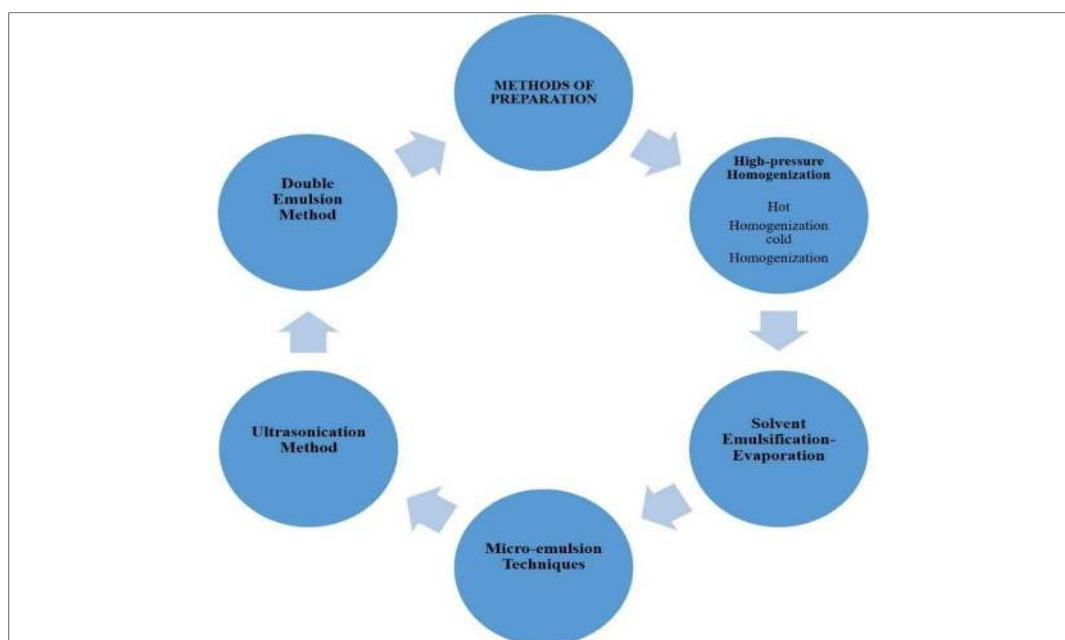 METHODS OF
PREPARATION
High-pressure
Homogenization
Hot
Homogenization
cold
Homogenization
Solvent
Emulsification-
Evaporation
Micro-emulsion
Techniques
Ultrasonication
Method
Double
Emulsion
Method